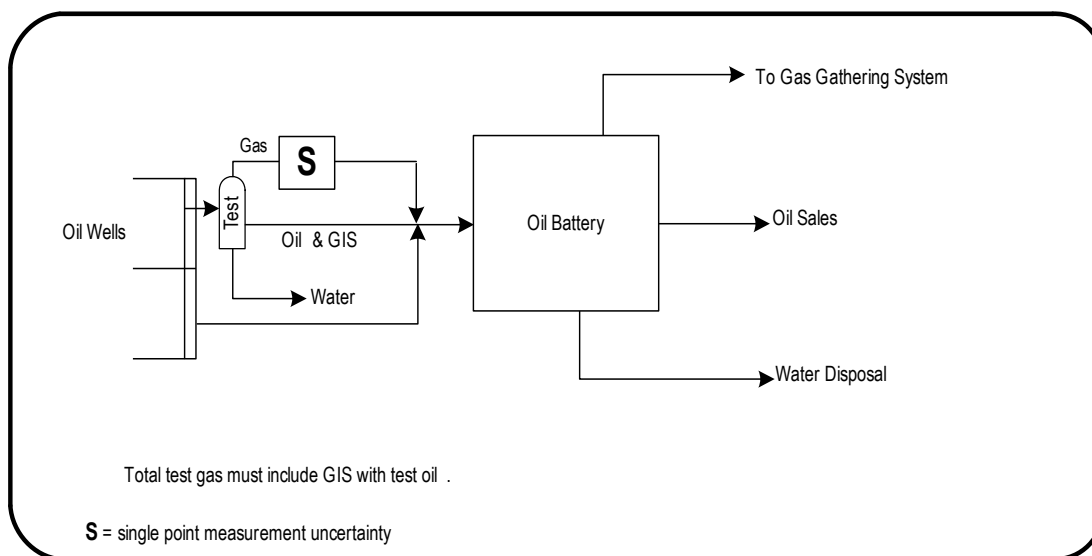 To Gas Gathering System
Gas
S
Test
Oil Wells
Oil Battery
Oil Sales
Oil & GIS
Water
Water Disposal
Total test gas must include GIS with test oil .
S = single point measurement uncertainty